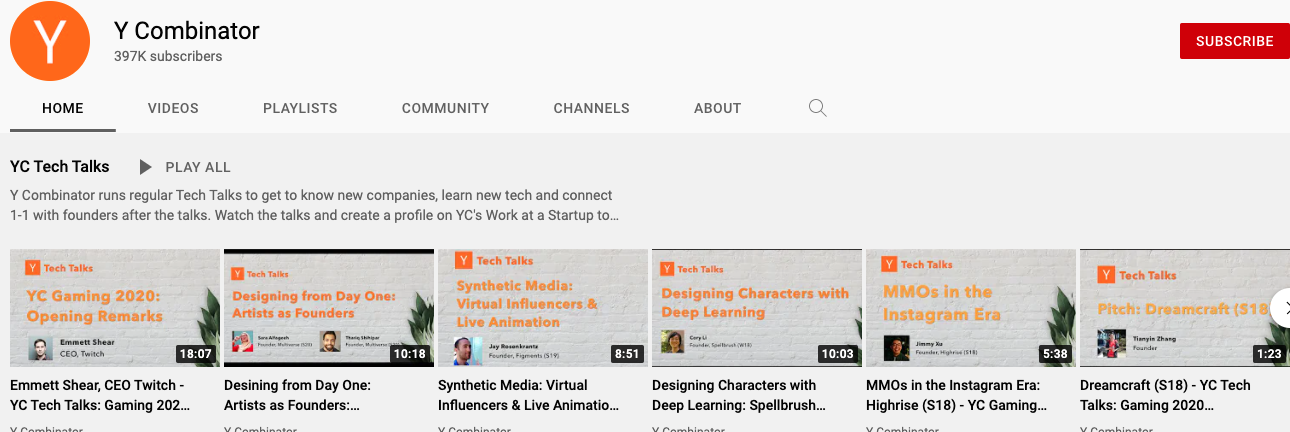 Y
Y Combinator
397K subscribers
SUBSCRIBE
HOME
VIDEOS
PLAYLISTS
COMMUNITY
CHANNELS
ABOUT
YC Tech Talks
PLAY ALL
Y Combinator runs regular Tech Talks to get to know new companies, learn new tech and connect
1-1 with founders after the talks. Watch the talks and create a profile on YC's Work at a Startup to…
Y Tech Talks
YC Gaming 2020:
Opening Remarks
Emmett Shear
CEO, Twitch
18:07
Emmett Shear, CEO Twitch -
YC Tech Talks: Gaming 202…
Y Combinator
Y Tech Talks
Designing from Day One:
Artists as Founders
Sara Alfageeh
Thariq Shihipar
10:18
Desining from Day One:
Artists as Founders:…
Y Combinator
Y Tech Talks
Synthetic Media:
Virtual Influencers &
Live Animation
Jay Rosenkrantz
Founder, Figments (S19)
8:51
Synthetic Media: Virtual
Influencers & Live Animatio…
Y Combinator
Y Tech Talks
Designing Characters with
Deep Learning
Cory Li
Founder, Spellbrush (W18)
10:03
Designing Characters with
Deep Learning: Spellbrush…
Y Combinator
Y Tech Talks
MMOs in the
Instagram Era
Jimmy Xu
Founder, Highrise (S18)
5:38
MMOs in the Instagram Era:
Highrise (S18) - YC Gaming…
Y Combinator
Y Tech Talks
Pitch: Dreamcraft (S18
Tianyin Zhang
Founder
1:23
Dreamcraft (S18) - YC Tech
Talks: Gaming 2020…
Y Combinator